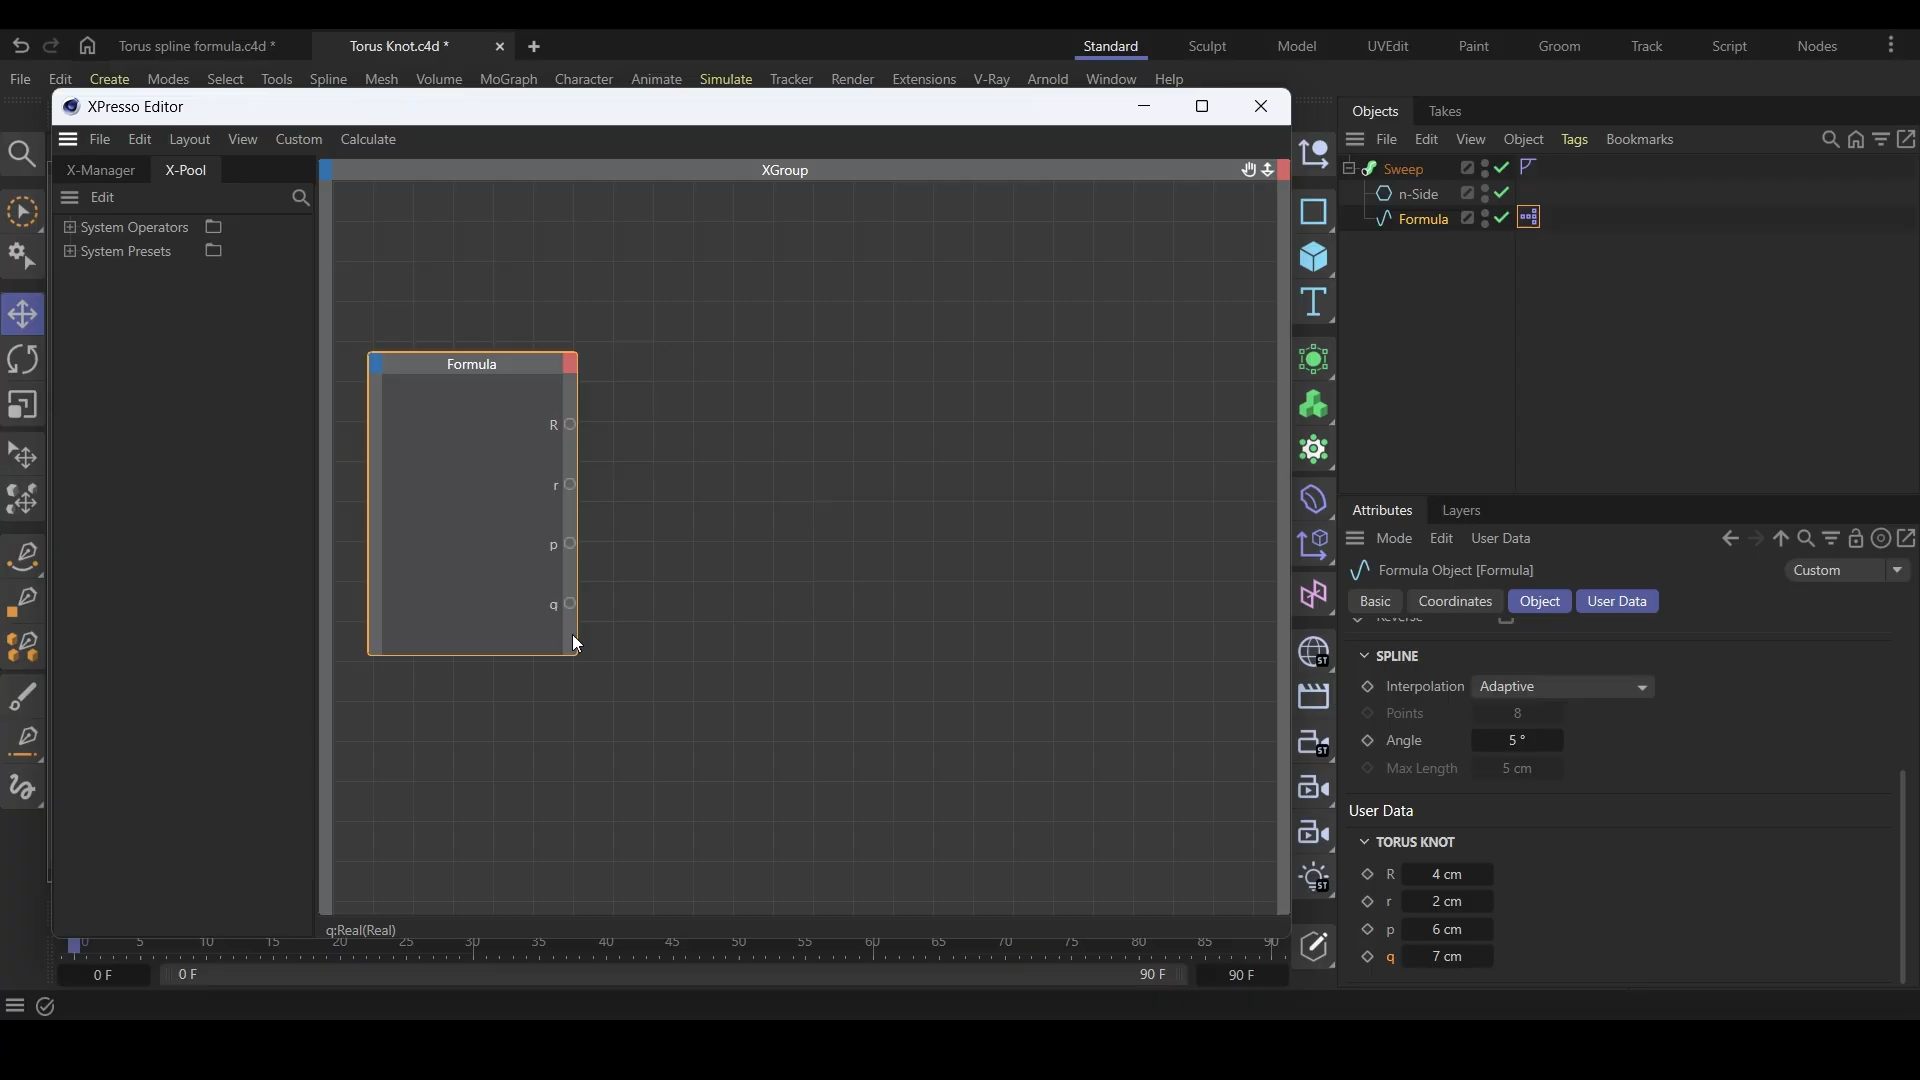 Torus spline formula.c4d *
Torus Knot.c4d *
Standard
Sculpt
Model
UVEdit
Paint
Groom
Track
Script
Nodes
File Edit Create Modes Select Tools Spline Mesh Volume MoGraph Character Animate Simulate Tracker Render Extensions V-Ray Arnold Window Help
XPresso Editor
File Edit Layout View Custom Calculate
X-Manager X-Pool
Edit
System Operators
System Presets
XGroup
Formula
R
r
p
q
q:Real(Real)
0 5 10 15 20 25 30 35 40 45 50 55 60 65 70 75 80 85 90
0 F
0 F
90 F
90 F
Objects Takes
File Edit View Object Tags Bookmarks
Sweep
n-Side
Formula
Attributes Layers
Mode Edit User Data
Formula Object [Formula]
Custom
Basic Coordinates Object User Data
Reverse
SPLINE
Interpolation Adaptive
Points 8
Angle 5 °
Max Length 5 cm
User Data
TORUS KNOT
R 4 cm
r 2 cm
p 6 cm
q 7 cm
ST
ST
ST